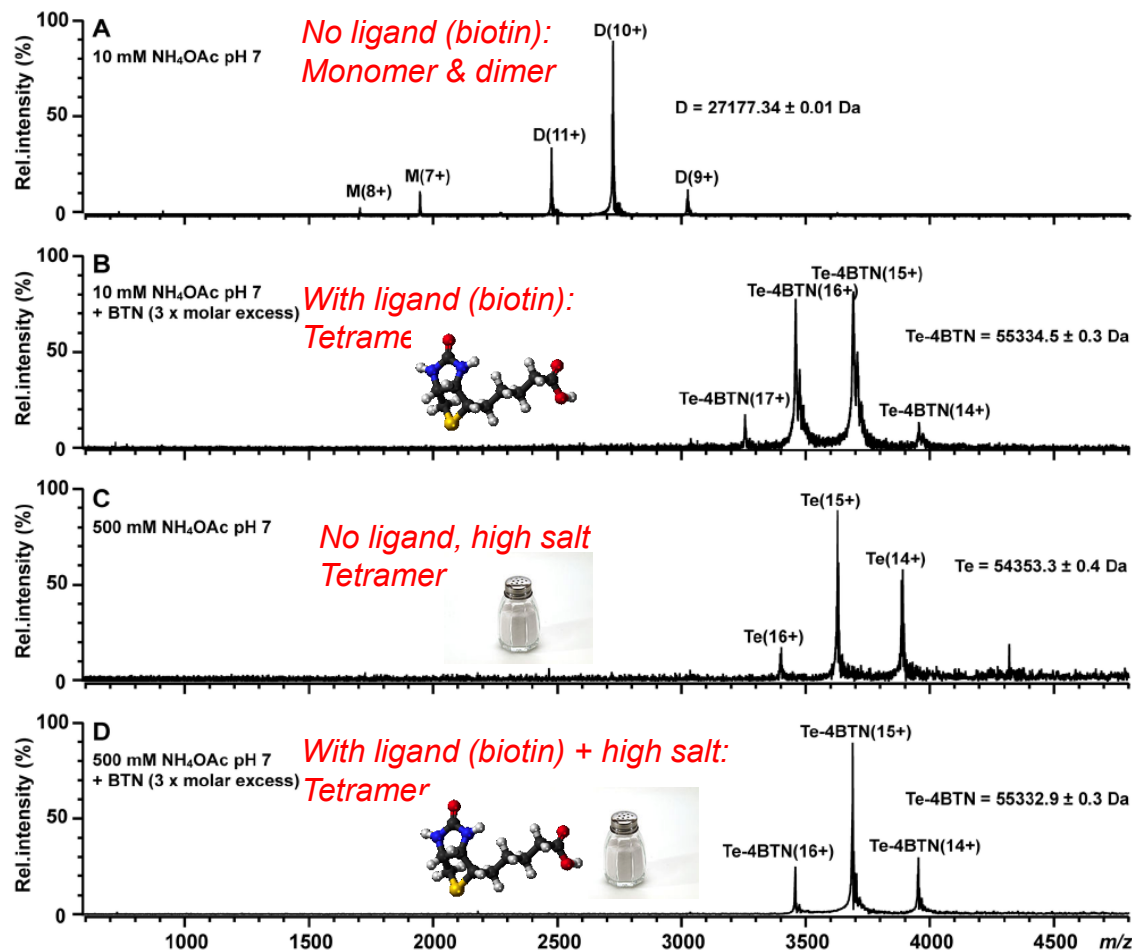 A
10 mM NH₄OAc pH 7
No ligand (biotin):
Monomer & dimer
D = 27177.34 ± 0.01 Da
M(8+)
M(7+)
D(11+)
D(10+)
D(9+)
Rel.intensity (%)
100
50
0
B
10 mM NH₄OAc pH 7
+ BTN (3 x molar excess)
With ligand (biotin):
Tetrame
Te-4BTN = 55334.5 ± 0.3 Da
Te-4BTN(17+)
Te-4BTN(16+)
Te-4BTN(15+)
Te-4BTN(14+)
Rel.intensity (%)
100
50
0
C
500 mM NH₄OAc pH 7
No ligand, high salt
Tetramer
Te = 54353.3 ± 0.4 Da
Te(16+)
Te(15+)
Te(14+)
Rel.intensity (%)
100
50
0
D
500 mM NH₄OAc pH 7
+ BTN (3 x molar excess)
With ligand (biotin) + high salt:
Tetramer
Te-4BTN = 55332.9 ± 0.3 Da
Te-4BTN(16+)
Te-4BTN(15+)
Te-4BTN(14+)
Rel.intensity (%)
100
50
0
1000 1500 2000 2500 3000 3500 4000 4500 m/z